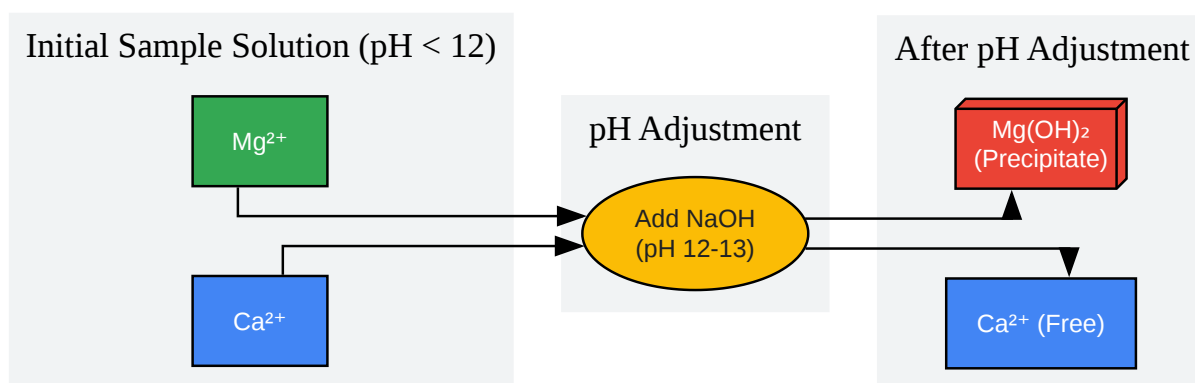 Initial Sample Solution (pH < 12)
Mg²⁺
Ca²⁺
pH Adjustment
Add NaOH
(pH 12-13)
After pH Adjustment
Mg(OH)₂
(Precipitate)
Ca²⁺ (Free)